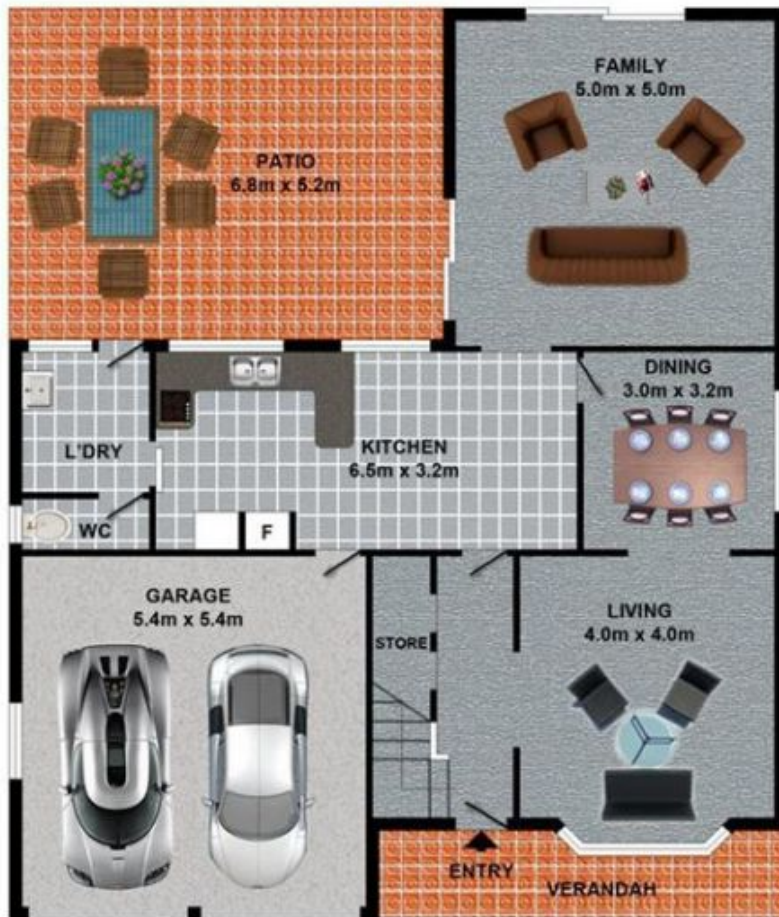 FAMILY
5.0m x 5.0m
PATIO
6.8m x 5.2m
DINING
3.0m x 3.2m
L'DRY
KITCHEN
6.5m x 3.2m
WC
F
GARAGE
5.4m x 5.4m
STORE
LIVING
4.0m x 4.0m
ENTRY
VERANDAH